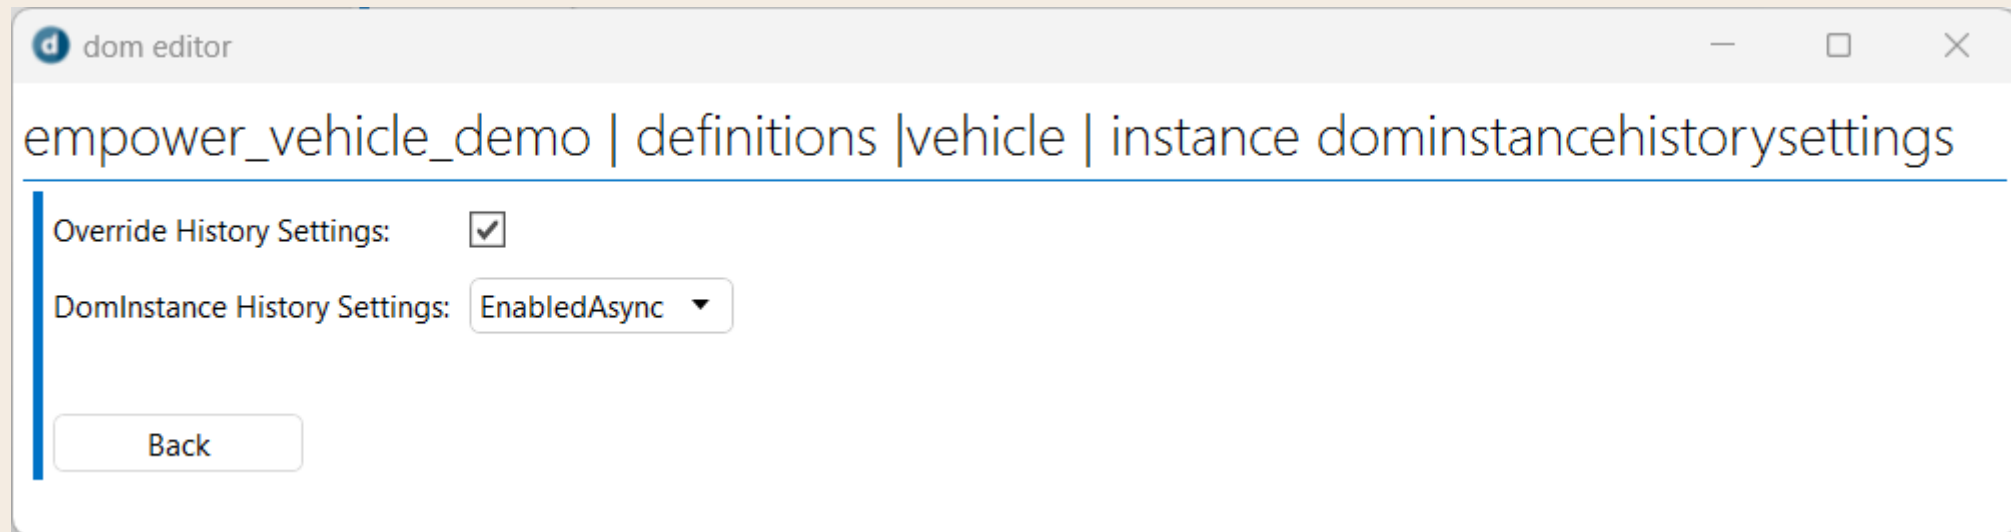 dom editor
empower_vehicle_demo | definitions |vehicle | instance dominstancehistorysettings
Override History Settings:
DomInstance History Settings: EnabledAsync
Back